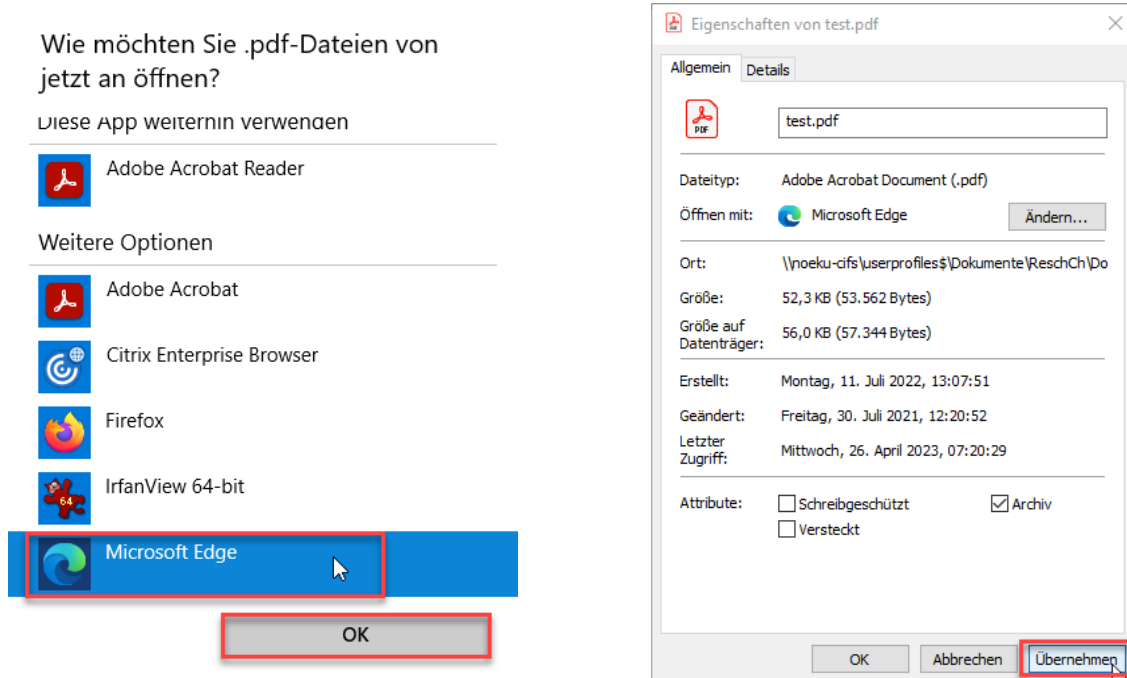 Wie möchten Sie .pdf-Dateien von
jetzt an öffnen?
Diese App weiterhin verwenden
Adobe Acrobat Reader
Weitere Optionen
Adobe Acrobat
Citrix Enterprise Browser
Firefox
64
IrfanView 64-bit
Microsoft Edge
OK
Eigenschaften von test.pdf
Allgemein Details
PDF
test.pdf
Dateityp: Adobe Acrobat Document (.pdf)
Öffnen mit: Microsoft Edge Ändern...
Ort: \\noeku-cifs\userprofiles$\Dokumente\ReschCh\Do
Größe: 52,3 KB (53.562 Bytes)
Größe auf
Datenträger: 56,0 KB (57.344 Bytes)
Erstellt: Montag, 11. Juli 2022, 13:07:51
Geändert: Freitag, 30. Juli 2021, 12:20:52
Letzter
Zugriff: Mittwoch, 26. April 2023, 07:20:29
Attribute: Schreibgeschützt Archiv
Versteckt
OK Abbrechen Übernehmen